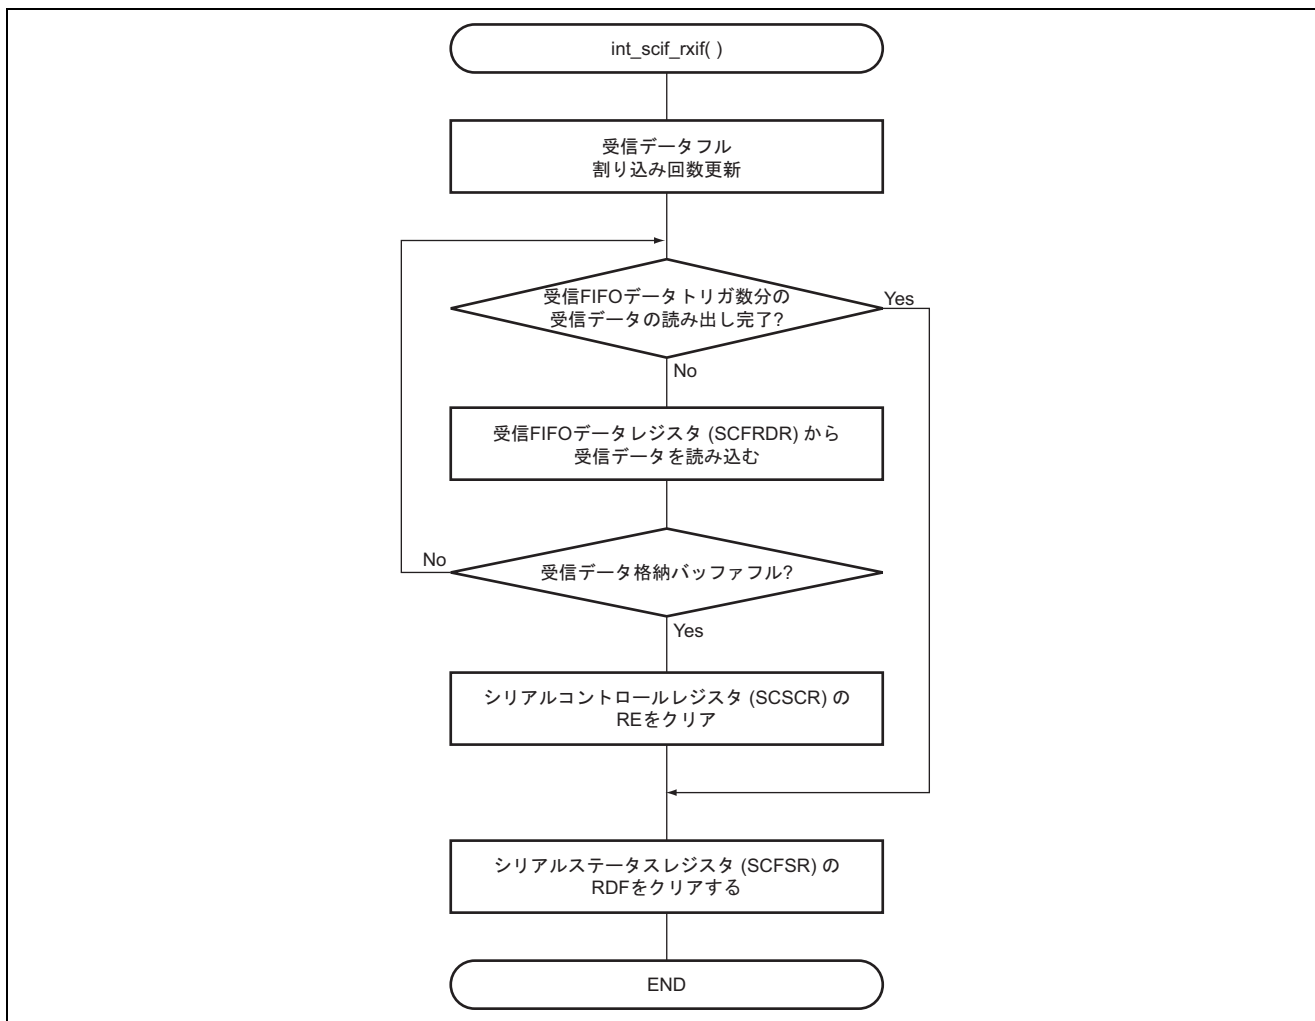 int_scif_rxif( )
受信データフル
割り込み回数更新
受信FIFOデータトリガ数分の
受信データの読み出し完了?
Yes
No
受信FIFOデータレジスタ (SCFRDR) から
受信データを読み込む
No
受信データ格納バッファフル?
Yes
シリアルコントロールレジスタ (SCSCR) の
REをクリア
シリアルステータスレジスタ (SCFSR) の
RDFをクリアする
END